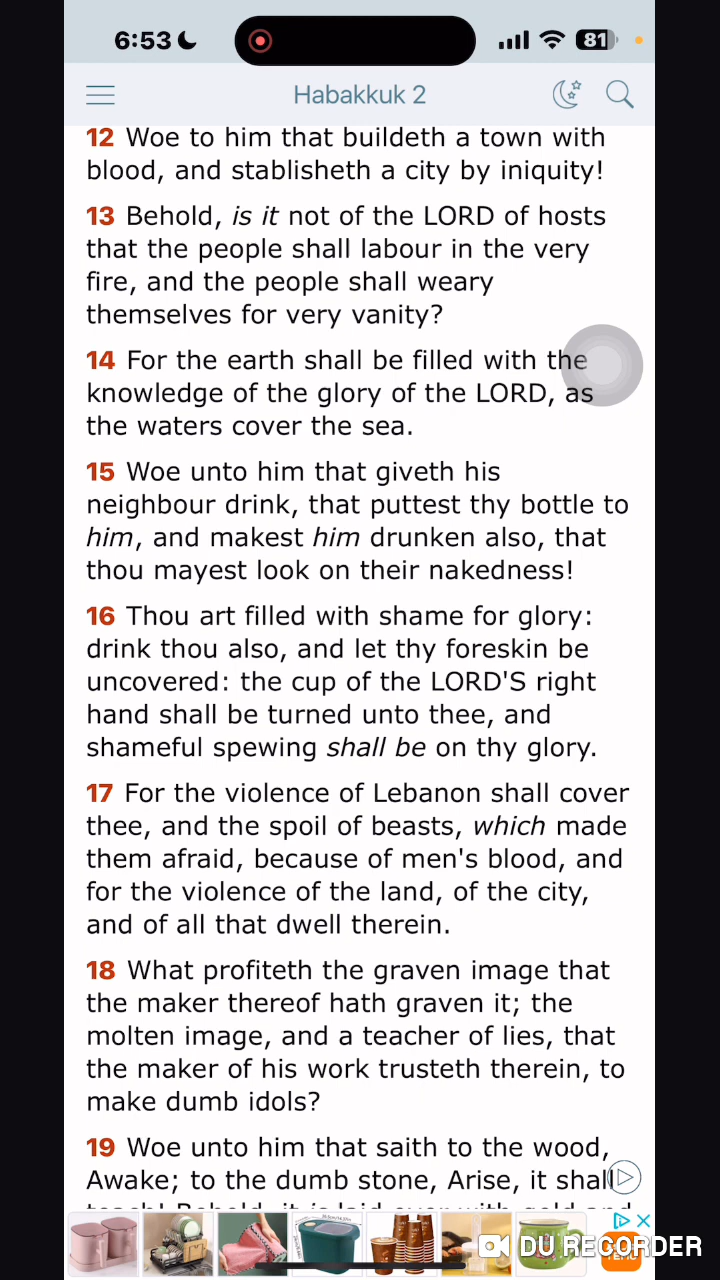 6:53
81
Habakkuk 2
12 Woe to him that buildeth a town with
blood, and stablisheth a city by iniquity!
13 Behold, is it not of the LORD of hosts
that the people shall labour in the very
fire, and the people shall weary
themselves for very vanity?
14 For the earth shall be filled with the
knowledge of the glory of the LORD, as
the waters cover the sea.
15 Woe unto him that giveth his
neighbour drink, that puttest thy bottle to
him, and makest him drunken also, that
thou mayest look on their nakedness!
16 Thou art filled with shame for glory:
drink thou also, and let thy foreskin be
uncovered: the cup of the LORD'S right
hand shall be turned unto thee, and
shameful spewing shall be on thy glory.
17 For the violence of Lebanon shall cover
thee, and the spoil of beasts, which made
them afraid, because of men's blood, and
for the violence of the land, of the city,
and of all that dwell therein.
18 What profiteth the graven image that
the maker thereof hath graven it; the
molten image, and a teacher of lies, that
the maker of his work trusteth therein, to
make dumb idols?
19 Woe unto him that saith to the wood,
Awake; to the dumb stone, Arise, it shall
DU RECORDER